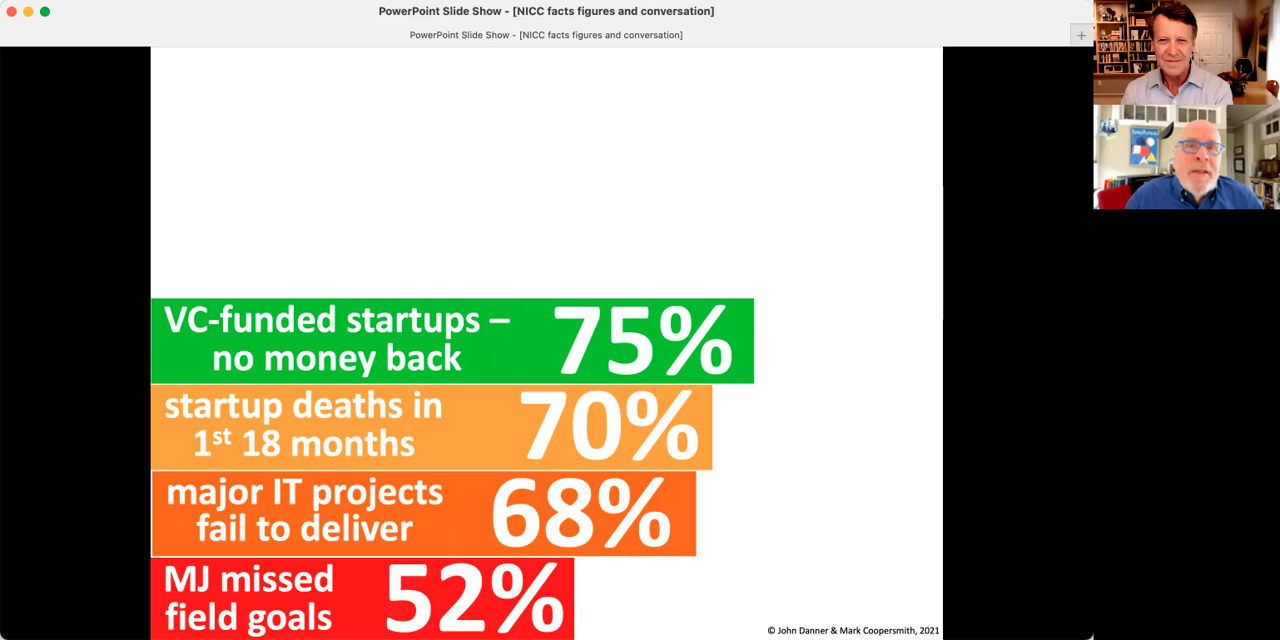 PowerPoint Slide Show - [NICC facts figures and conversation]
PowerPoint Slide Show - [NICC facts figures and conversation]
+
VC-funded startups –
no money back
75%
startup deaths in
1st 18 months
70%
major IT projects
fail to deliver
68%
MJ missed
field goals
52%
© John Danner & Mark Coopersmith, 2021